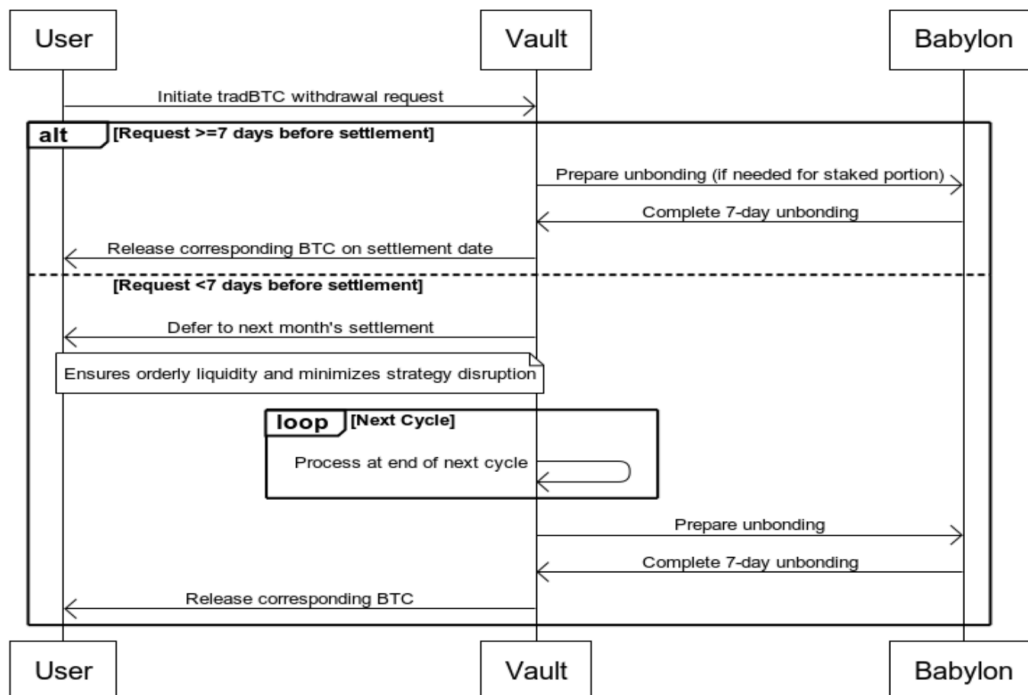 User
Vault
Babylon
Initiate tradBTC withdrawal request
alt
[Request >=7 days before settlement]
Prepare unbonding (if needed for staked portion)
Complete 7-day unbonding
Release corresponding BTC on settlement date
[Request <7 days before settlement]
Defer to next month's settlement
Ensures orderly liquidity and minimizes strategy disruption
loop
[Next Cycle]
Process at end of next cycle
Prepare unbonding
Complete 7-day unbonding
Release corresponding BTC
User
Vault
Babylon